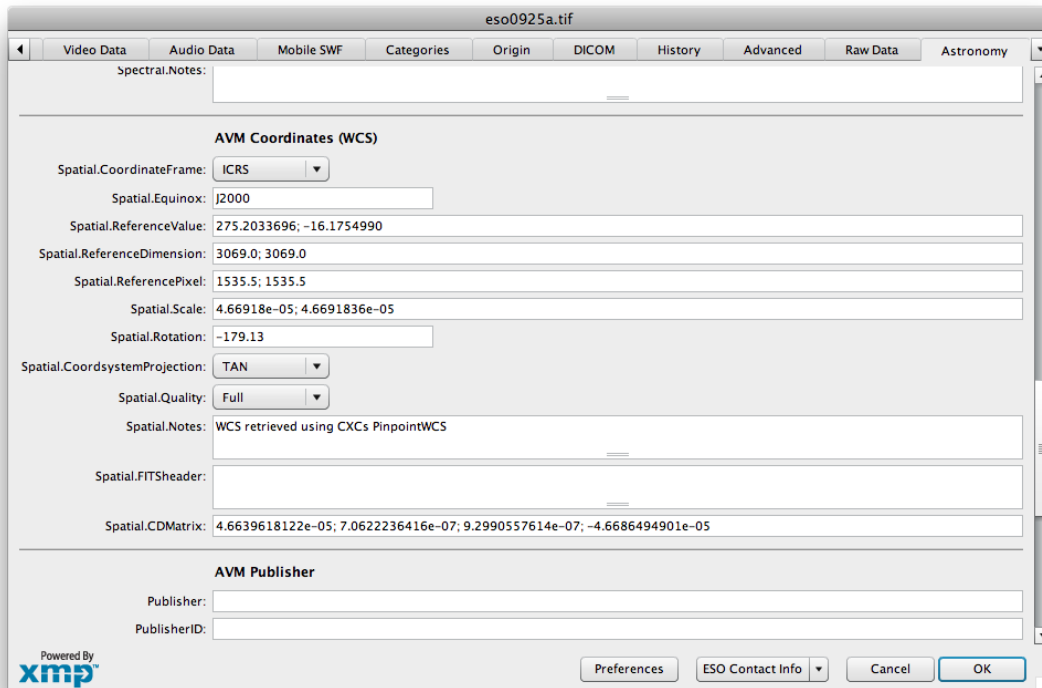 eso0925a.tif
Video Data Audio Data Mobile SWF Categories Origin DICOM History Advanced Raw Data Astronomy
Spectral.Notes:
AVM Coordinates (WCS)
Spatial.CoordinateFrame: ICRS
Spatial.Equinox: J2000
Spatial.ReferenceValue: 275.2033696; -16.1754990
Spatial.ReferenceDimension: 3069.0; 3069.0
Spatial.ReferencePixel: 1535.5; 1535.5
Spatial.Scale: 4.66918e-05; 4.6691836e-05
Spatial.Rotation: -179.13
Spatial.CoordsystemProjection: TAN
Spatial.Quality: Full
Spatial.Notes: WCS retrieved using CXCs PinpointWCS
Spatial.FITSheader:
Spatial.CDMatrix: 4.6639618122e-05; 7.0622236416e-07; 9.2990557614e-07; -4.6686494901e-05
AVM Publisher
Publisher:
PublisherID:
Powered By
xmp™
Preferences ESO Contact Info Cancel OK